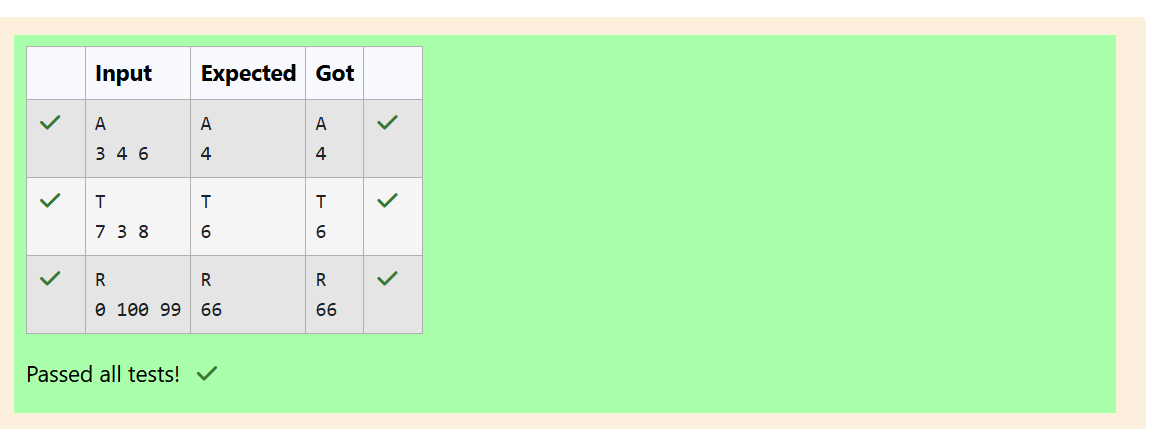 Input Expected Got
A A A
3 4 6 4 4
T T T
7 3 8 6 6
R R R
0 100 99 66 66
Passed all tests!